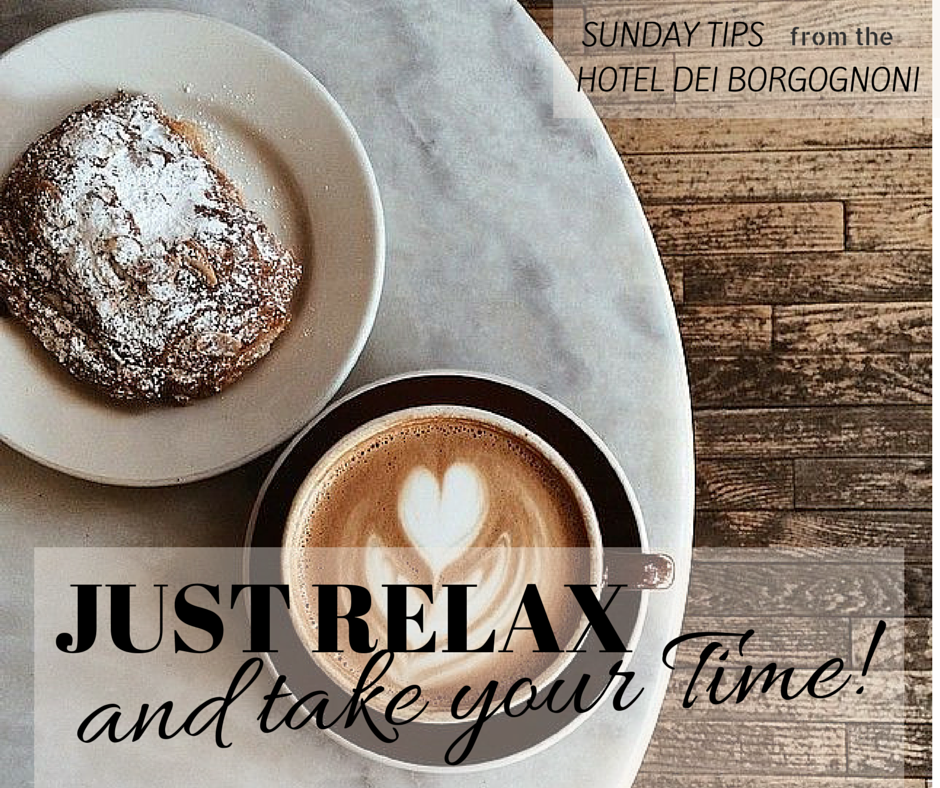 SUNDAY TIPS from the
HOTEL DEI BORGOGNONI
JUST RELAX
and take your Time!